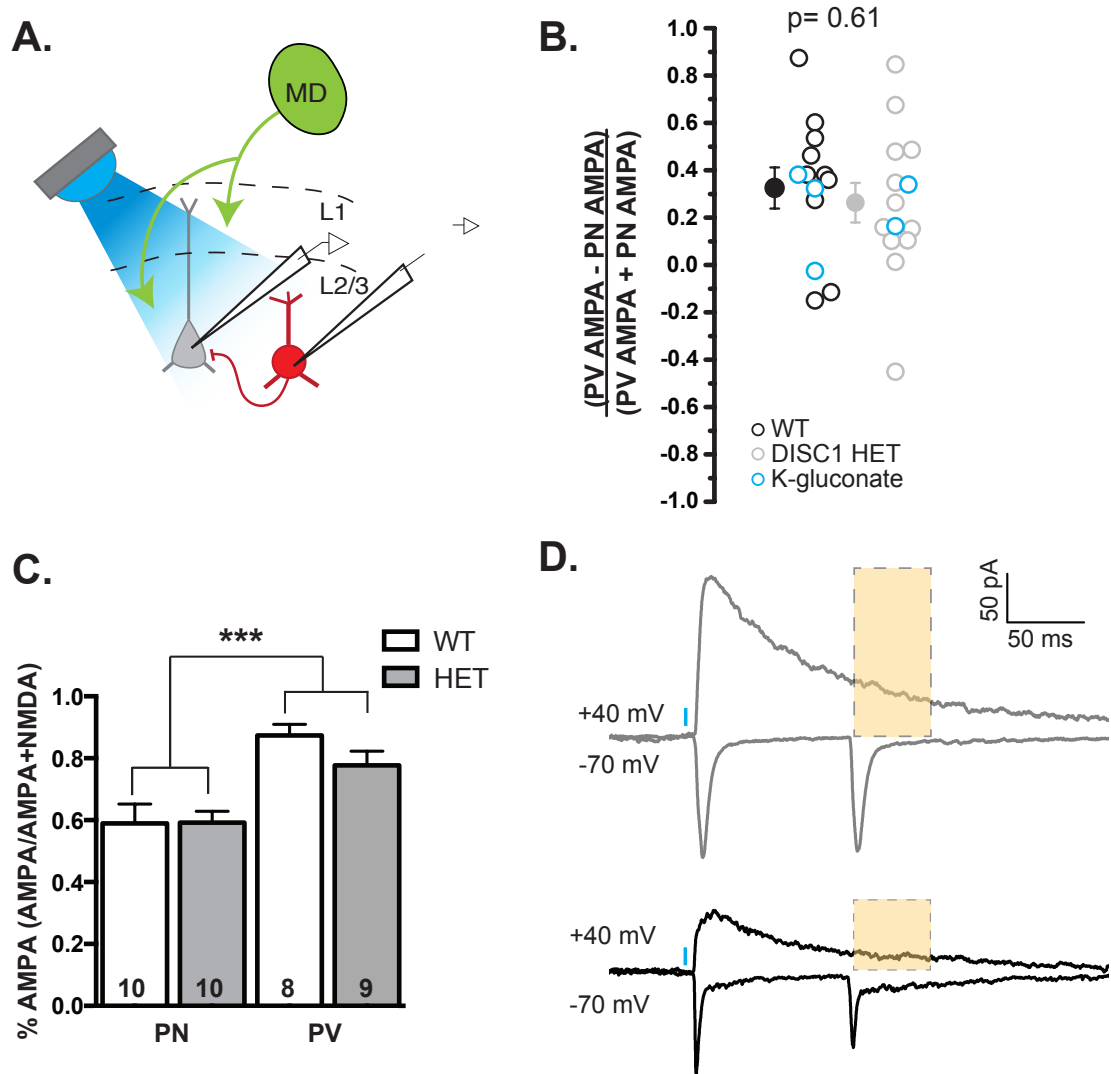 A.
MD
L1
L2/3
B.
p= 0.61
(PV AMPA - PN AMPA)
(PV AMPA + PN AMPA)
1.0
0.8
0.6
0.4
0.2
0.0
-0.2
-0.4
-0.6
-0.8
-1.0
WT
DISC1 HET
K-gluconate
C.
***
WT
HET
% AMPA (AMPA/AMPA+NMDA)
1.0
0.8
0.6
0.4
0.2
0.0
10
10
8
9
PN
PV
D.
50 pA
50 ms
+40 mV
-70 mV
+40 mV
-70 mV